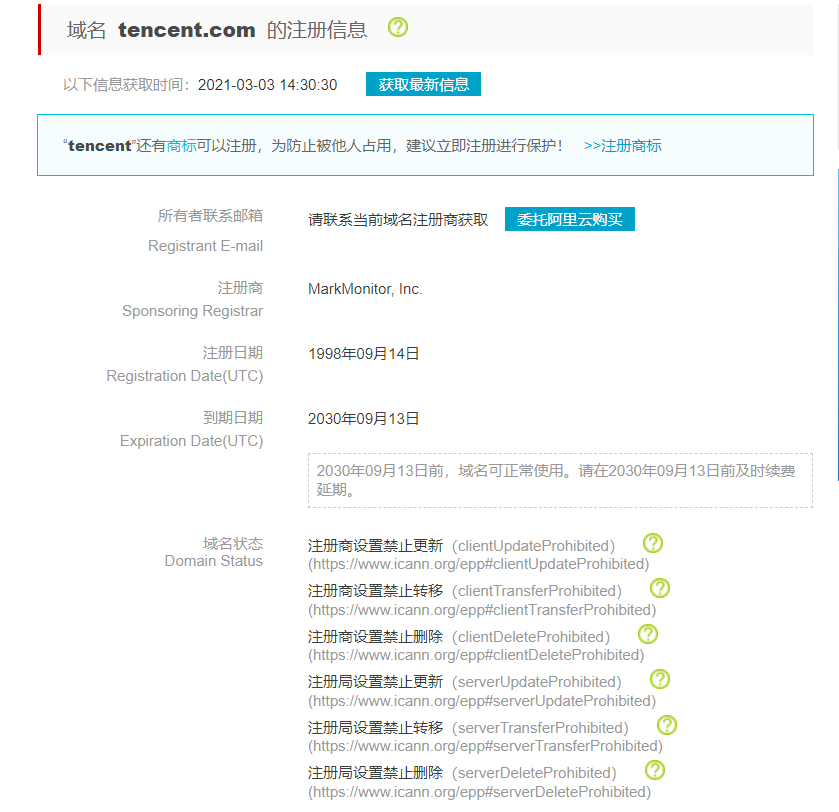 域名 tencent.com 的注册信息
以下信息获取时间：2021-03-03 14:30:30 获取最新信息
“tencent”还有商标可以注册，为防止被他人占用，建议立即注册进行保护！ >>注册商标
所有者联系邮箱
Registrant E-mail
请联系当前域名注册商获取 委托阿里云购买
注册商
Sponsoring Registrar
MarkMonitor, Inc.
注册日期
Registration Date(UTC)
1998年09月14日
到期日期
Expiration Date(UTC)
2030年09月13日
2030年09月13日前，域名可正常使用。请在2030年09月13日前及时续费
延期。
域名状态
Domain Status
注册商设置禁止更新（clientUpdateProhibited）
(https://www.icann.org/epp#clientUpdateProhibited)
注册商设置禁止转移（clientTransferProhibited）
(https://www.icann.org/epp#clientTransferProhibited)
注册商设置禁止删除（clientDeleteProhibited）
(https://www.icann.org/epp#clientDeleteProhibited)
注册局设置禁止更新（serverUpdateProhibited）
(https://www.icann.org/epp#serverUpdateProhibited)
注册局设置禁止转移（serverTransferProhibited）
(https://www.icann.org/epp#serverTransferProhibited)
注册局设置禁止删除（serverDeleteProhibited）
(https://www.icann.org/epp#serverDeleteProhibited)